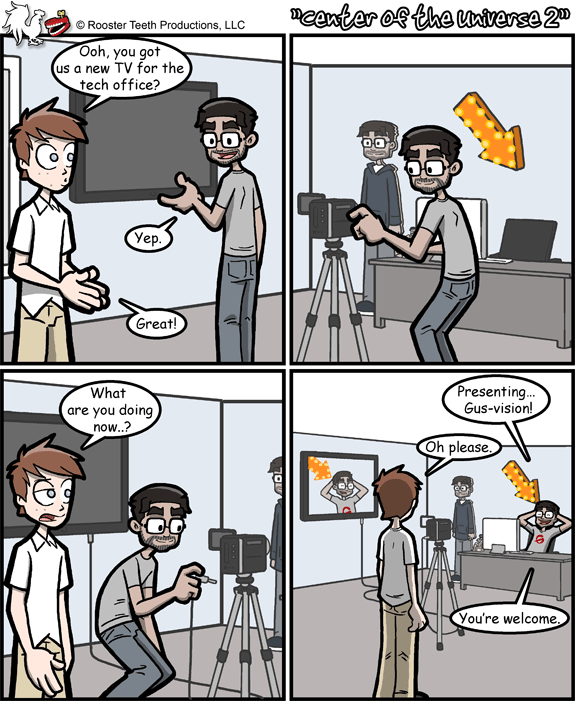 © Rooster Teeth Productions, LLC
"center of the universe 2"
Ooh, you got
us a new TV for the
tech office?
Yep.
Great!
What
are you doing
now..?
Presenting...
Gus-vision!
Oh please.
You're welcome.